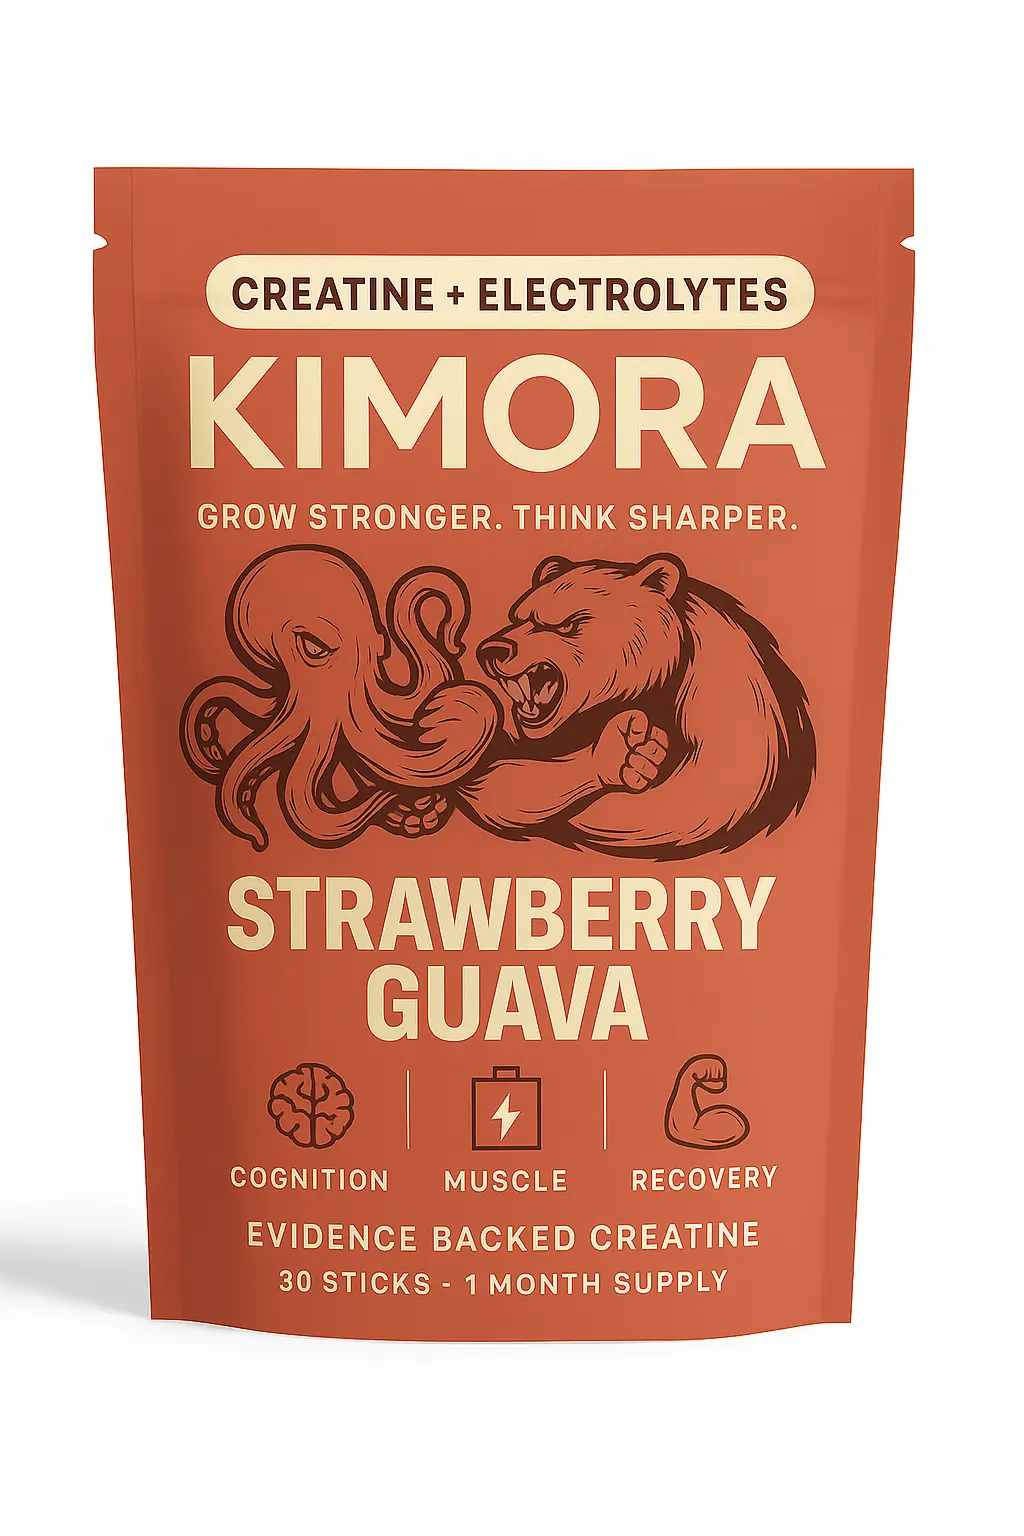 CREATINE + ELECTROLYTES
KIMORA
GROW STRONGER. THINK SHARPER.
STRAWBERRY
GUAVA
COGNITION
MUSCLE
RECOVERY
EVIDENCE BACKED CREATINE
30 STICKS - 1 MONTH SUPPLY